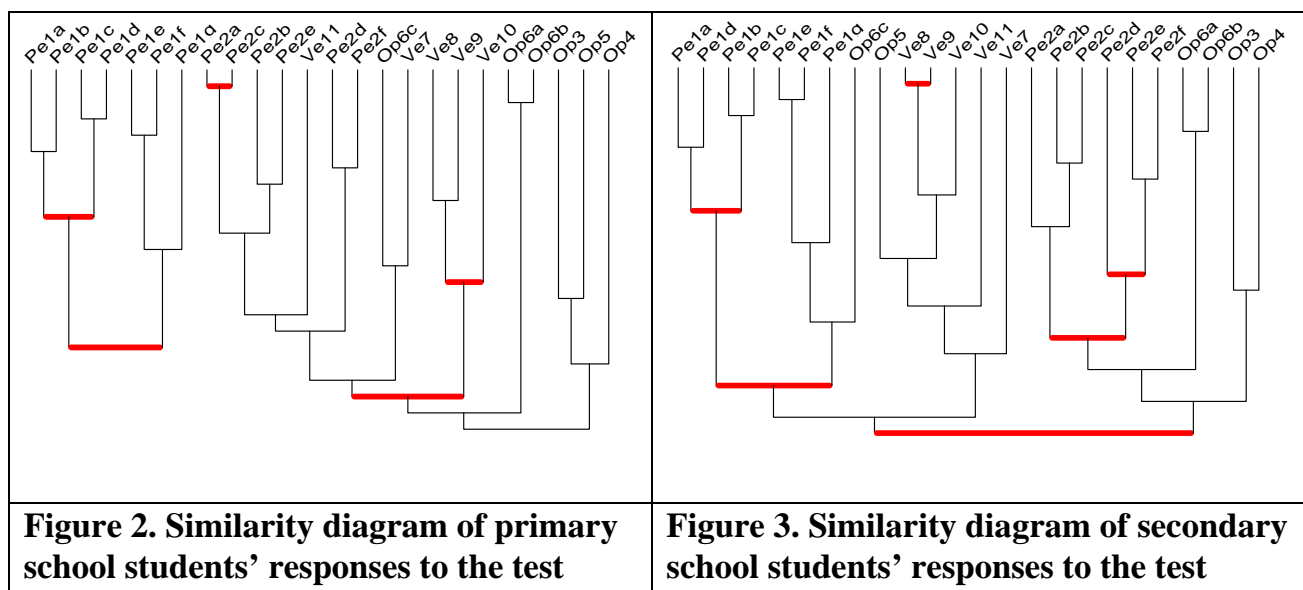 Pe1a Pe1b Pe1c Pe1d Pe1e Pe1f Pe1g Pe2a Pe2c Pe2b Pe2e Ve11 Pe2d Pe2f Op6c Ve7 Ve8 Ve9 Ve10 Op6a Op6b Op3 Op5 Op4
Pe1a Pe1d Pe1b Pe1c Pe1e Pe1f Pe1g Op6c Op5 Ve8 Ve9 Ve10 Ve11 Ve7 Pe2a Pe2b Pe2c Pe2d Pe2e Pe2f Op6a Op6b Op3 Op4
Figure 2. Similarity diagram of primary
school students’ responses to the test
Figure 3. Similarity diagram of secondary
school students’ responses to the test